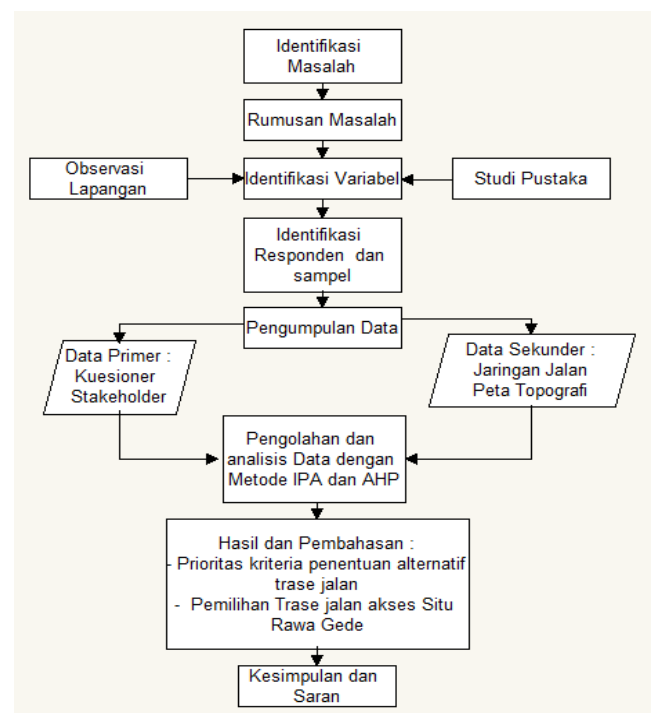 Identifikasi
Masalah
Rumusan Masalah
Observasi
Lapangan
Identifikasi Variabel
Studi Pustaka
Identifikasi
Responden dan
sampel
Pengumpulan Data
Data Primer :
Kuesioner
Stakeholder
Data Sekunder :
Jaringan Jalan
Peta Topografi
Pengolahan dan
analisis Data dengan
Metode IPA dan AHP
Hasil dan Pembahasan :
- Prioritas kriteria penentuan alternatif
trase jalan
- Pemilihan Trase jalan akses Situ
Rawa Gede
Kesimpulan dan
Saran